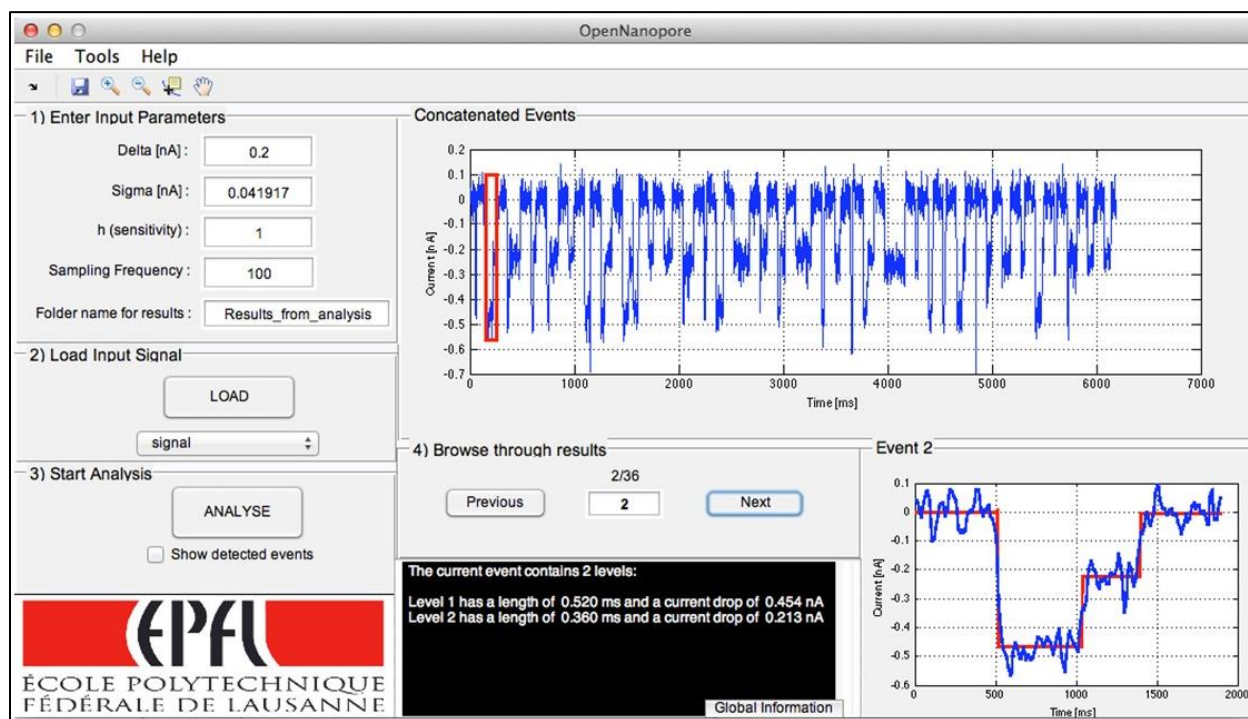 OpenNanopore
File Tools Help
1) Enter Input Parameters
Delta [nA] : 0.2
Sigma [nA] : 0.041917
h (sensitivity) : 1
Sampling Frequency : 100
Folder name for results : Results_from_analysis
2) Load Input Signal
LOAD
signal
3) Start Analysis
ANALYSE
Show detected events
EPFL
ÉCOLE POLYTECHNIQUE
FÉDÉRALE DE LAUSANNE
Concatenated Events
0.2
0.1
0
-0.1
-0.2
-0.3
-0.4
-0.5
-0.6
-0.7
Current [nA]
0 1000 2000 3000 4000 5000 6000 7000
Time [ms]
4) Browse through results
2/36
Previous 2 Next
The current event contains 2 levels:
Level 1 has a length of 0.520 ms and a current drop of 0.454 nA
Level 2 has a length of 0.360 ms and a current drop of 0.213 nA
Global Information
Event 2
0.1
0
-0.1
-0.2
-0.3
-0.4
-0.5
-0.6
Current [nA]
0 500 1000 1500 2000
Time [ms]